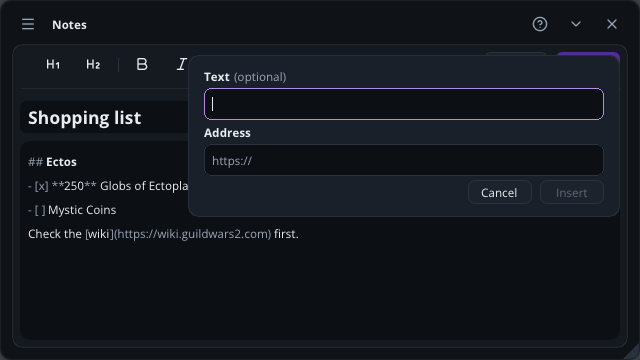 Notes
H1 H2 B I
Text (optional)
Address
https://
Cancel Insert
Shopping list
## Ectos
- [x] **250** Globs of Ectopla
- [ ] Mystic Coins
Check the [wiki](https://wiki.guildwars2.com) first.